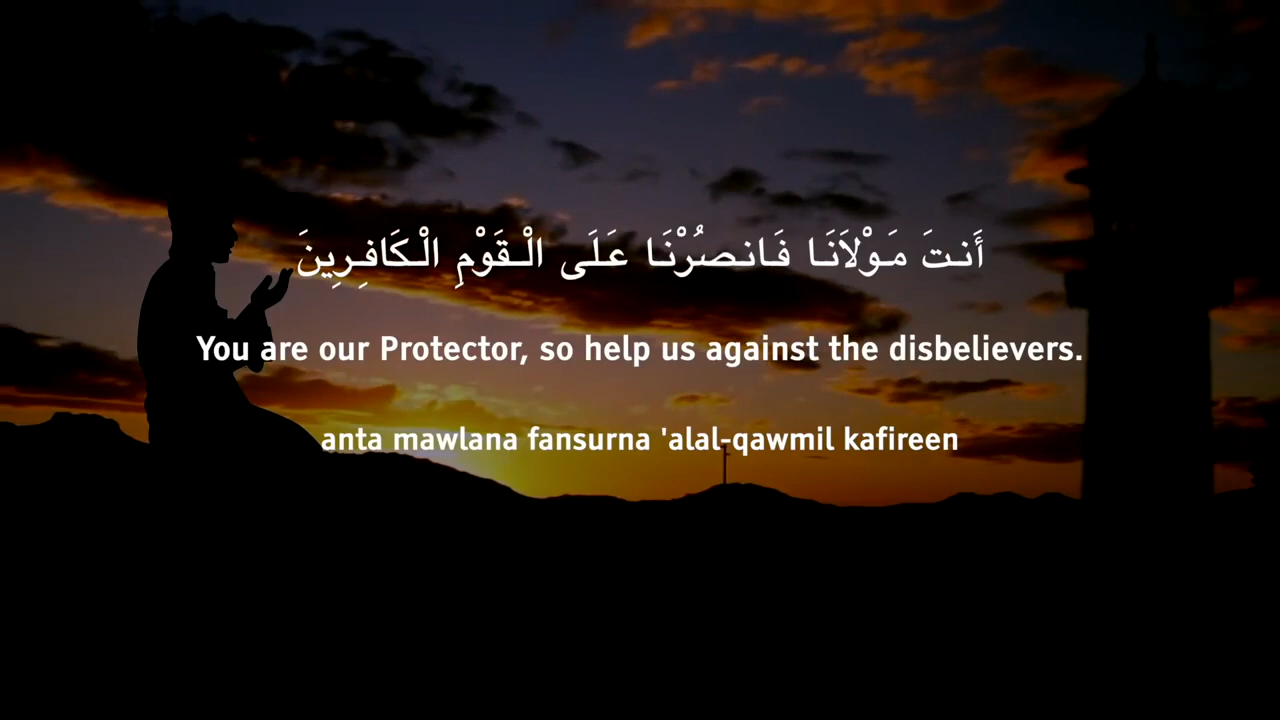 أَنتَ مَوْلاَنَا فَانصُرْنَا عَلَى الْقَوْمِ الْكَافِرِينَ
You are our Protector, so help us against the disbelievers.
anta mawlana fansurna 'alal-qawmil kafireen